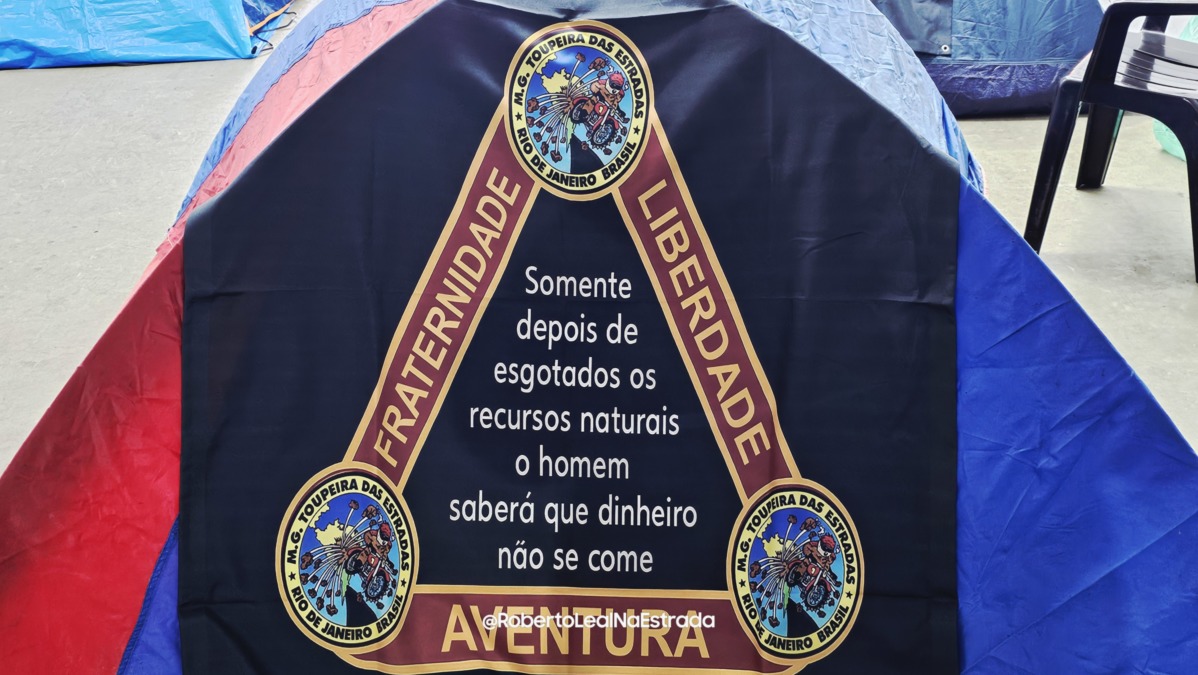 M.G. TOUPEIRA DAS ESTRADAS
RIO DE JANEIRO BRASIL
FRATERNIDADE
LIBERDADE
Somente
depois de
esgotados os
recursos naturais
o homem
saberá que dinheiro
não se come
M.G. TOUPEIRA DAS ESTRADAS
RIO DE JANEIRO BRASIL
M.G. TOUPEIRA DAS ESTRADAS
RIO DE JANEIRO BRASIL
AVENTURA
@RobertoLealNaEstrada